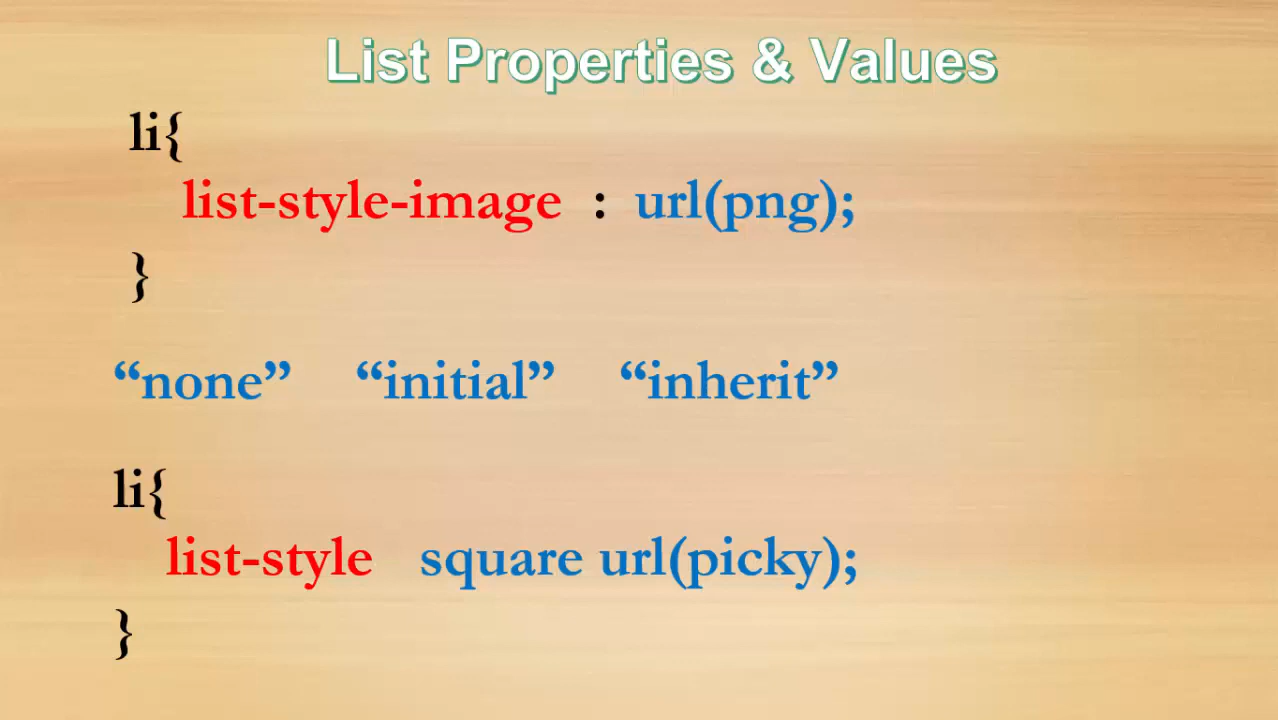 List Properties & Values
li{
list-style-image : url(png);
}
“none” “initial” “inherit”
li{
list-style square url(picky);
}